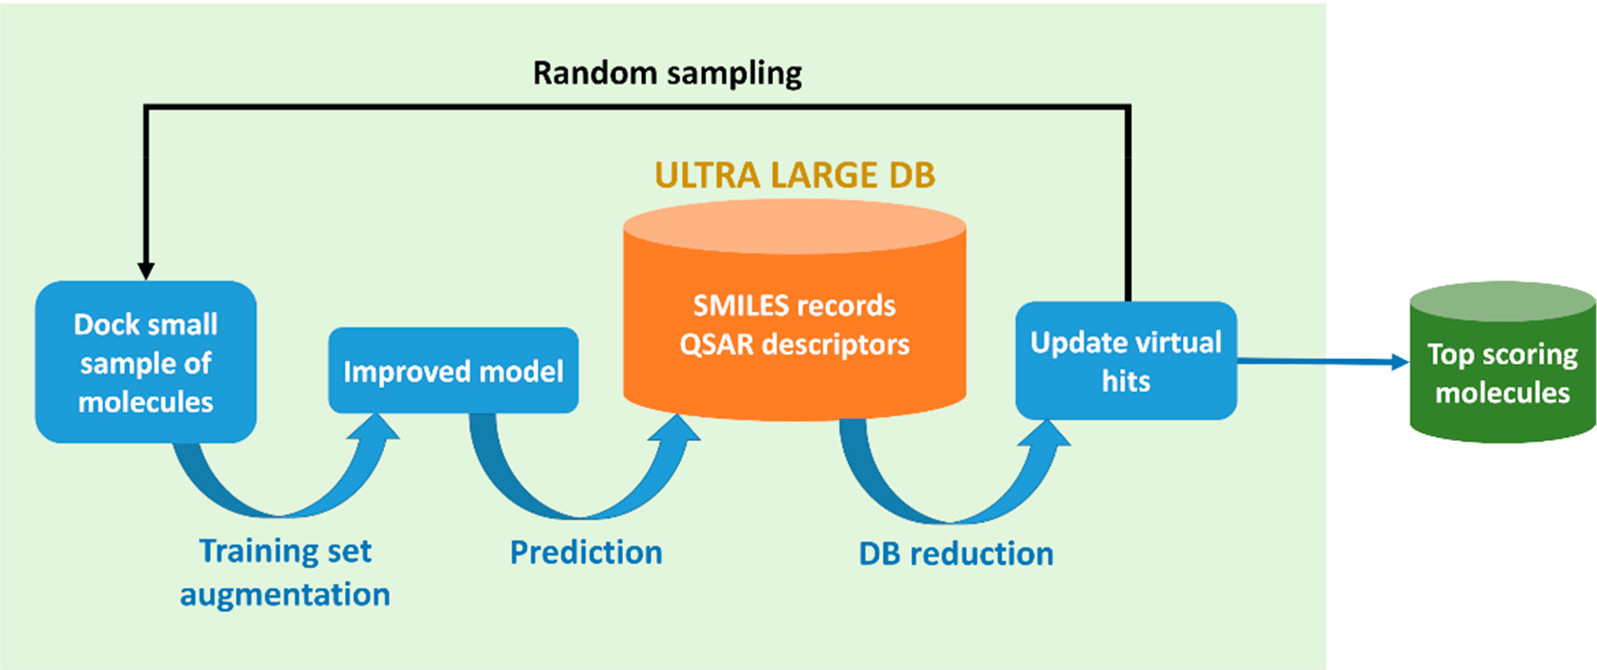 Random sampling
ULTRA LARGE DB
SMILES records
QSAR descriptors
Dock small
sample of
molecules
Improved model
Update virtual
hits
Top scoring
molecules
Training set
augmentation
Prediction
DB reduction